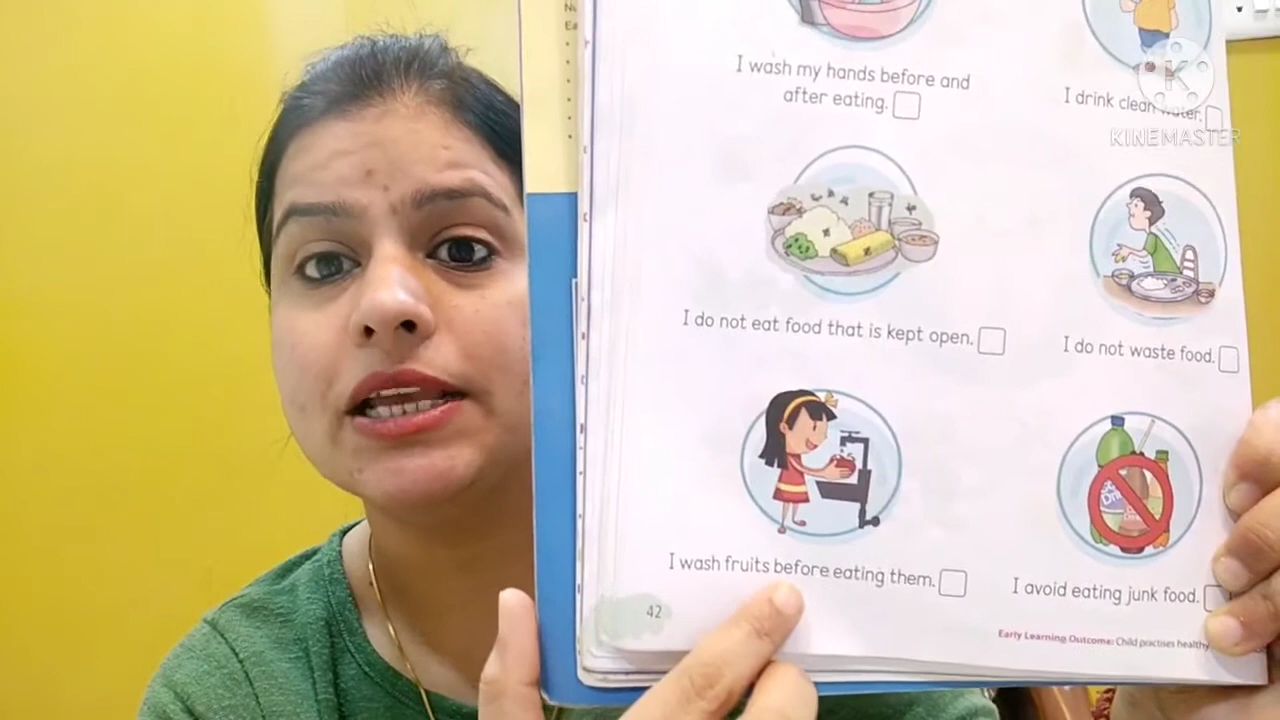 I wash my hands before and
after eating.
I drink clean water.
KINEMASTER
I do not eat food that is kept open.
I do not waste food.
I wash fruits before eating them.
I avoid eating junk food.
42
Early Learning Outcome: Child practises healthy